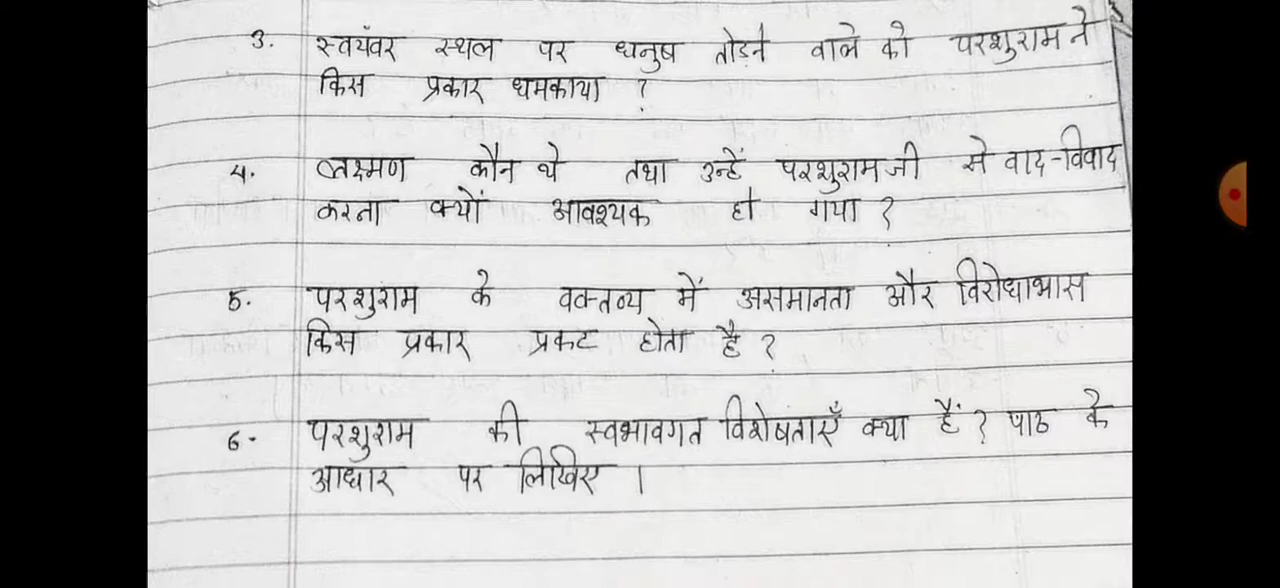 3. स्वयंवर स्थल पर धनुष तोड़ने वाले को परशुराम ने
किस प्रकार धमकाया ?
4. लक्ष्मण कौन थे तथा उन्हें परशुरामजी से वाद-विवाद
करना क्यों आवश्यक हो गया ?
5. परशुराम के वक्तव्य में असमानता और विरोधाभास
किस प्रकार प्रकट होता है ?
6. परशुराम की स्वभावगत विशेषताएँ क्या हैं ? पाठ के
आधार पर लिखिए ।